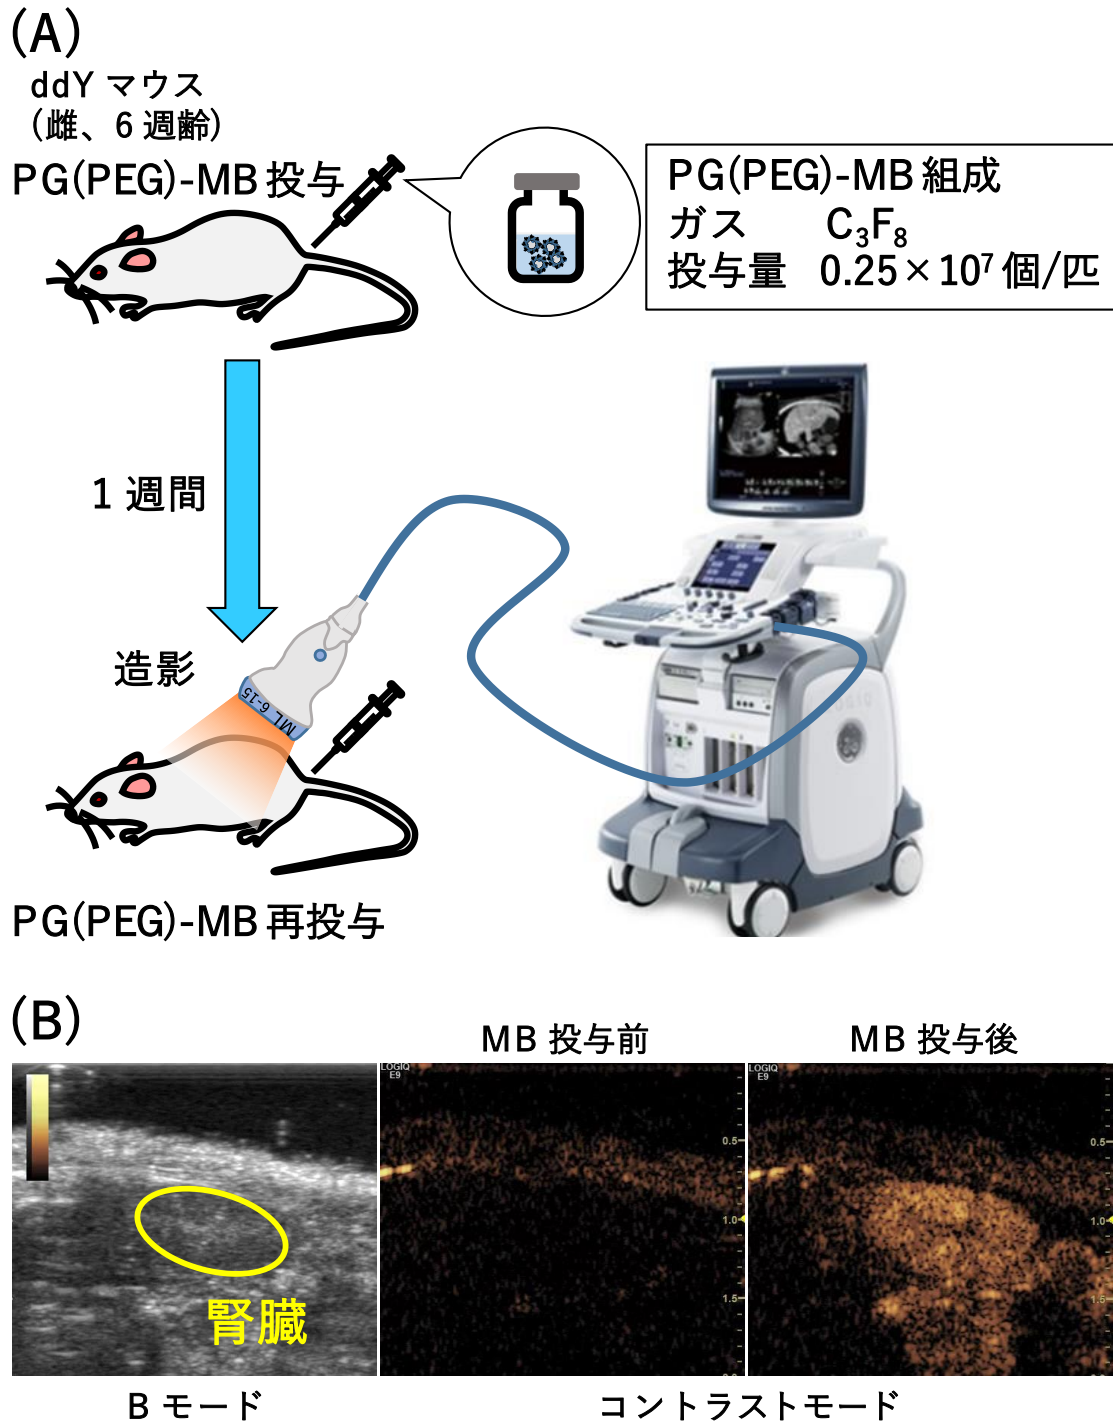 (A)
ddY マウス
(雌、6 週齢)
PG(PEG)-MB 投与
PG(PEG)-MB 組成
ガス C₃F₈
投与量 0.25×10⁷ 個/匹
1 週間
造影
ML 6-15
PG(PEG)-MB 再投与
(B)
MB 投与前
MB 投与後
LOGIQ
E9
0.5
1.0
1.5
LOGIQ
E9
0.5
1.0
1.5
腎臓
B モード
コントラストモード